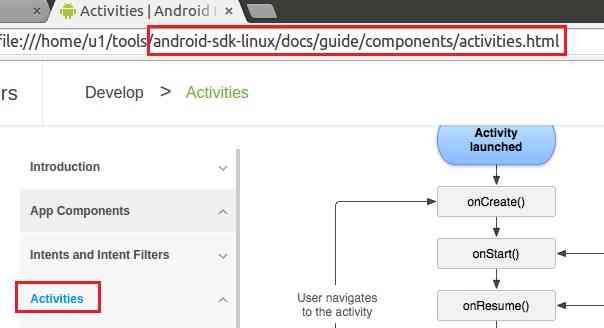 Activities | Android
file:///home/u1/tools/android-sdk-linux/docs/guide/components/activities.html
ers
Develop > Activities
Introduction
App Components
Intents and Intent Filters
Activities
Activity
launched
onCreate()
onStart()
onResume()
User navigates
to the activity